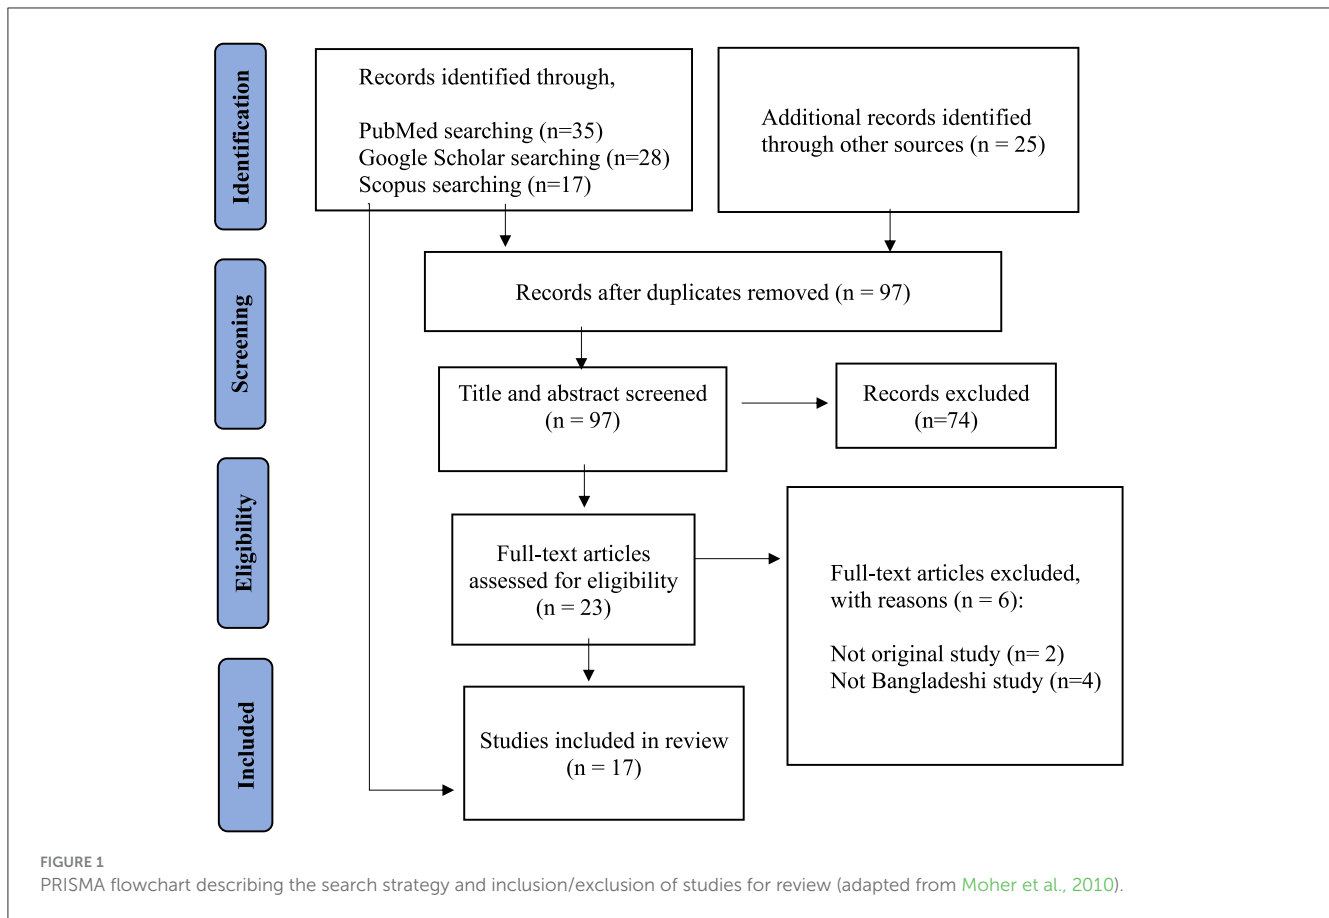 Identification
Records identified through,
PubMed searching (n=35)
Google Scholar searching (n=28)
Scopus searching (n=17)
Additional records identified
through other sources (n = 25)
Screening
Records after duplicates removed (n = 97)
Title and abstract screened
(n = 97)
Records excluded
(n=74)
Eligibility
Full-text articles
assessed for eligibility
(n = 23)
Full-text articles excluded,
with reasons (n = 6):
Not original study (n= 2)
Not Bangladeshi study (n=4)
Included
Studies included in review
(n = 17)
FIGURE 1
PRISMA flowchart describing the search strategy and inclusion/exclusion of studies for review (adapted from Moher et al., 2010).